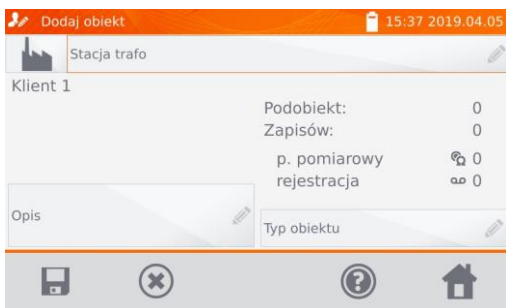 Dodaj obiekt 15:37 2019.04.05
Stacja trafo
Klient 1
Podobiekt: 0
Zapisów: 0
p. pomiarowy 0
rejestracja 0
Opis
Typ obiektu